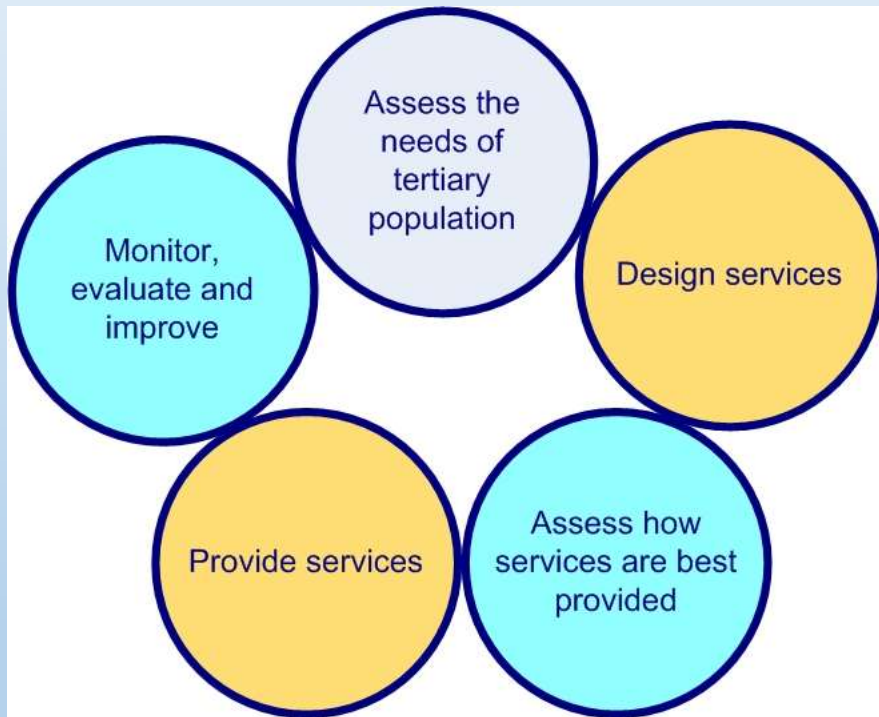 Assess the
needs of
tertiary
population
Design services
Assess how
services are best
provided
Provide services
Monitor,
evaluate and
improve